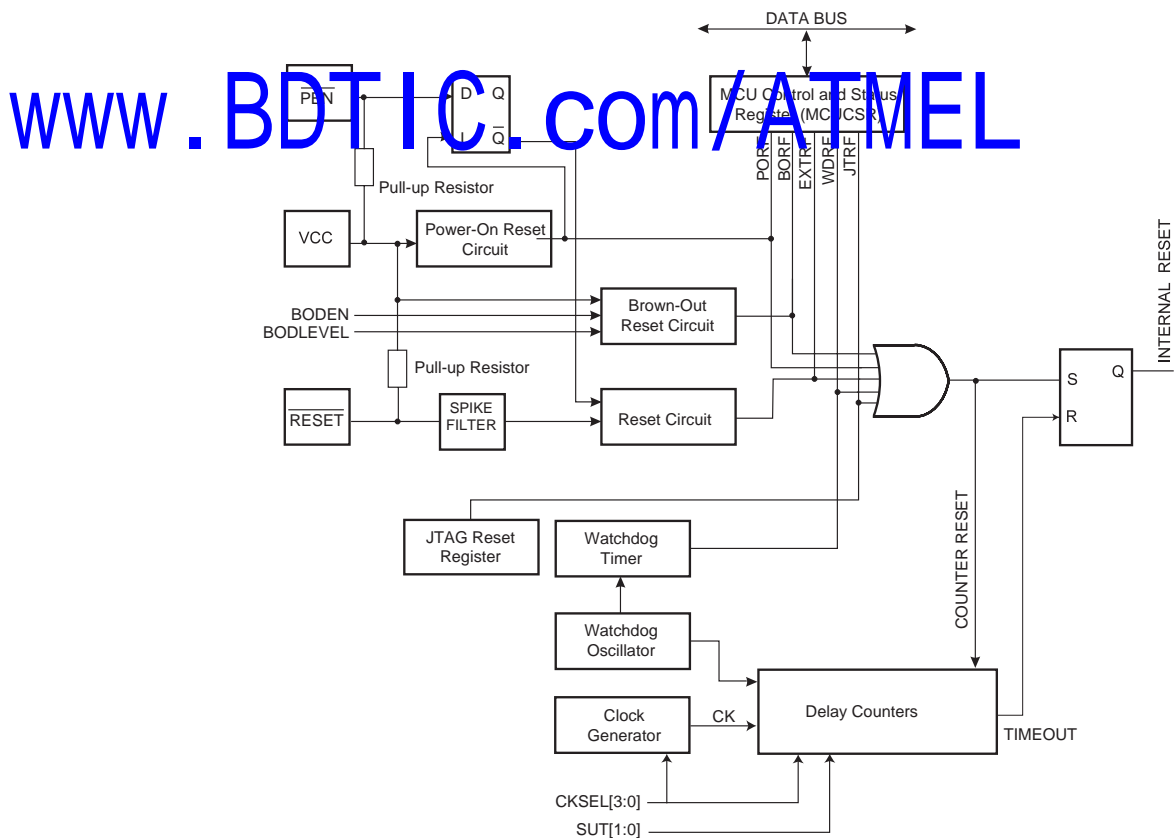 DATA BUS
PEN
D Q
L Q
MCU Control and Status
Register (MCUCSR)
www.BDTIC.com/ATMEL
PORF
BORF
EXTRF
WDRF
JTRF
Pull-up Resistor
VCC
Power-On Reset
Circuit
BODEN
BODLEVEL
Brown-Out
Reset Circuit
Pull-up Resistor
RESET
SPIKE
FILTER
Reset Circuit
S Q
R
INTERNAL RESET
JTAG Reset
Register
Watchdog
Timer
COUNTER RESET
Watchdog
Oscillator
Clock
Generator
CK
Delay Counters
TIMEOUT
CKSEL[3:0]
SUT[1:0]